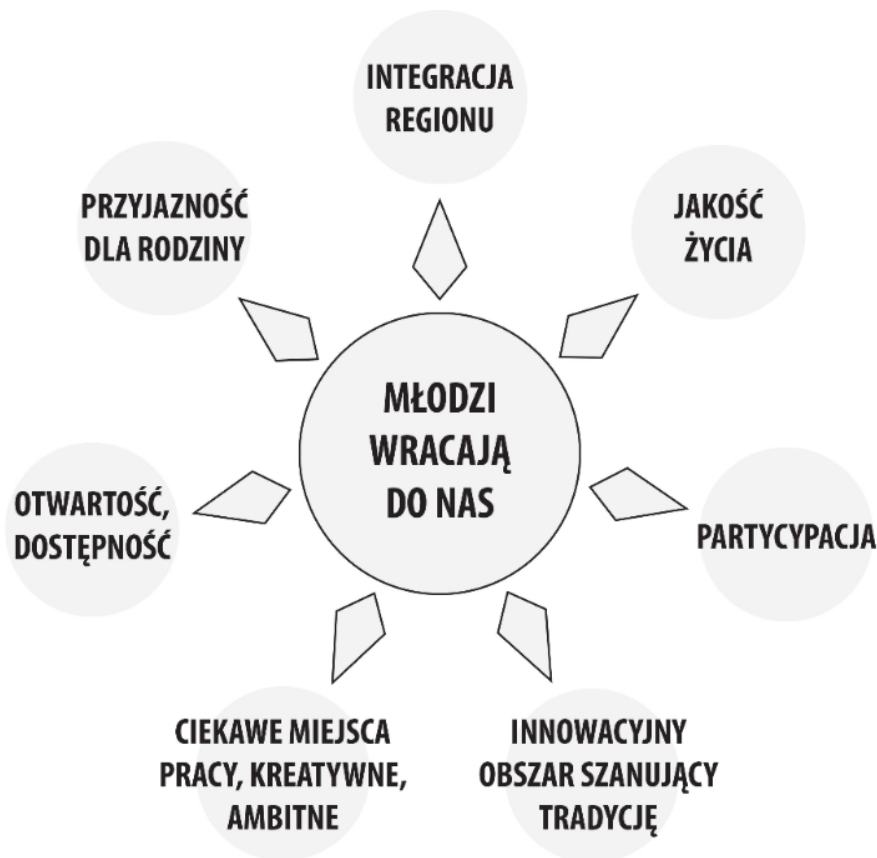 INTEGRACJA
REGIONU
PRZYJAZNOŚĆ
DLA RODZINY
JAKOŚĆ
ŻYCIA
MŁODZI
WRACAJĄ
DO NAS
OTWARTOŚĆ,
DOSTĘPNOŚĆ
PARTYCYPACJA
CIEKAWE MIEJSCA
PRACY, KREATYWNE,
AMBITNE
INNOWACYJNY
OBSZAR SZANUJĄCY
TRADYCJĘ